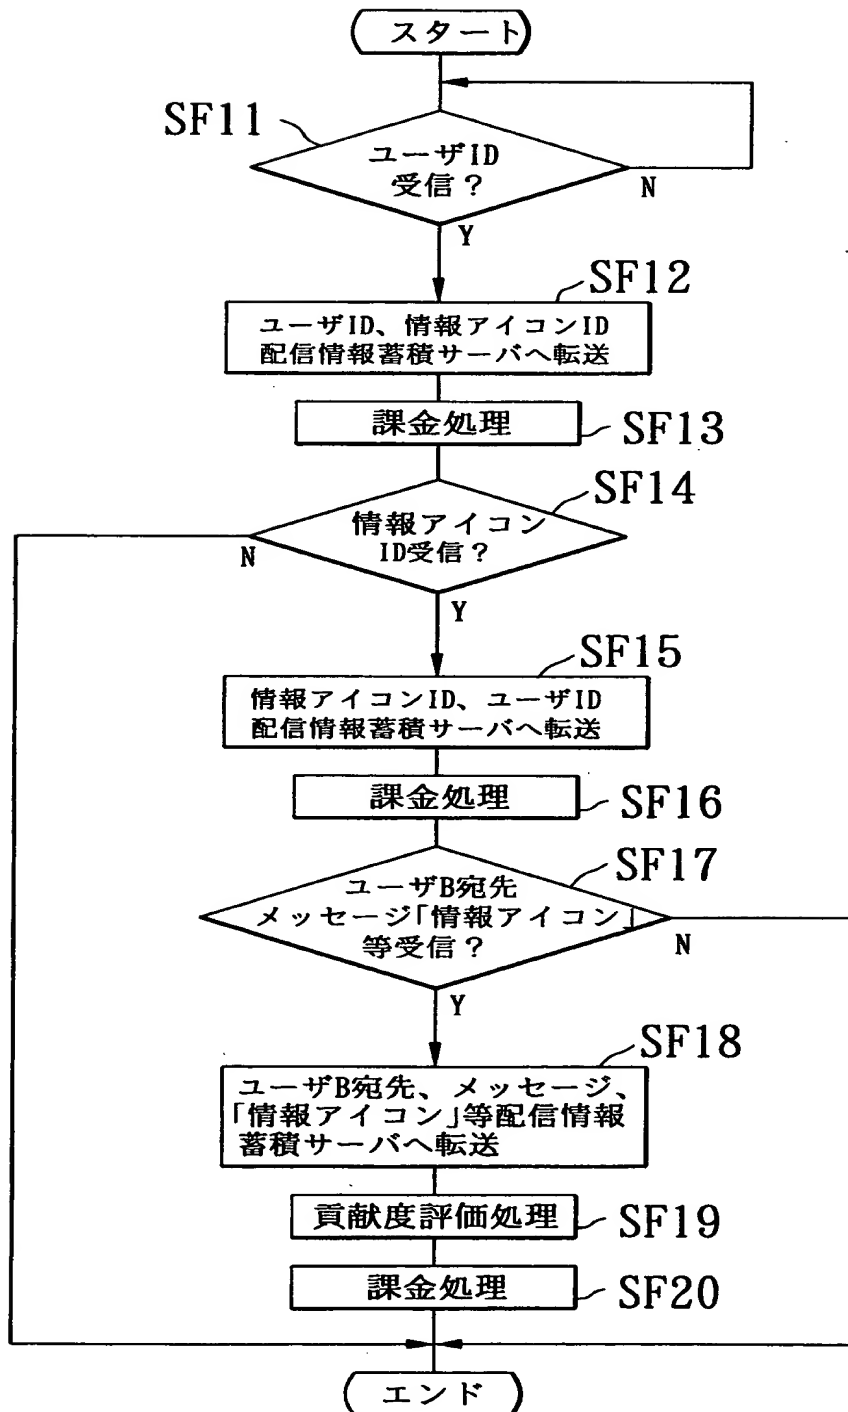 スタート
SF11
ユーザID
受信？
N
Y
SF12
ユーザID、情報アイコンID
配信情報蓄積サーバへ転送
課金処理
SF13
SF14
情報アイコン
ID受信？
N
Y
SF15
情報アイコンID、ユーザID
配信情報蓄積サーバへ転送
課金処理
SF16
SF17
ユーザB宛先
メッセージ「情報アイコン」
等受信？
N
Y
SF18
ユーザB宛先、メッセージ、
「情報アイコン」等配信情報
蓄積サーバへ転送
貢献度評価処理
SF19
課金処理
SF20
エンド